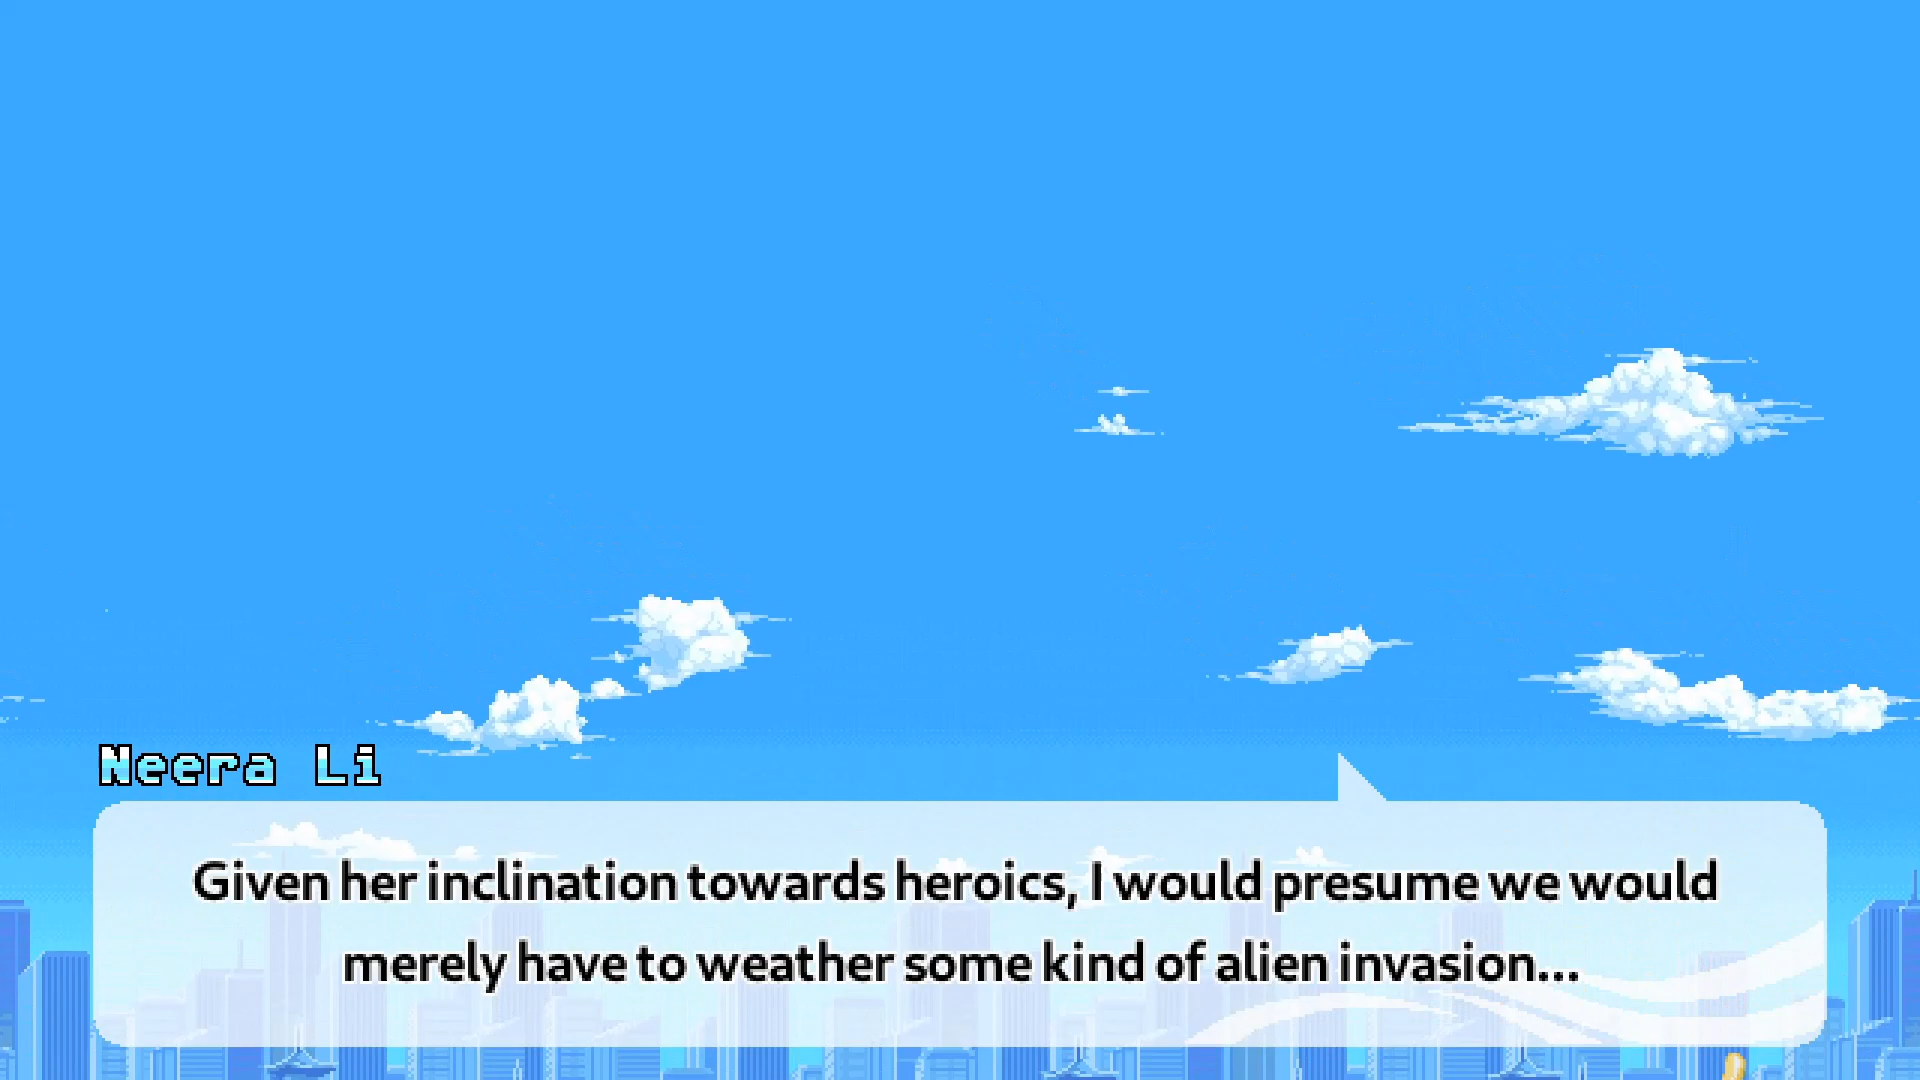 Neera Li
Given her inclination towards heroics, I would presume we would
merely have to weather some kind of alien invasion...